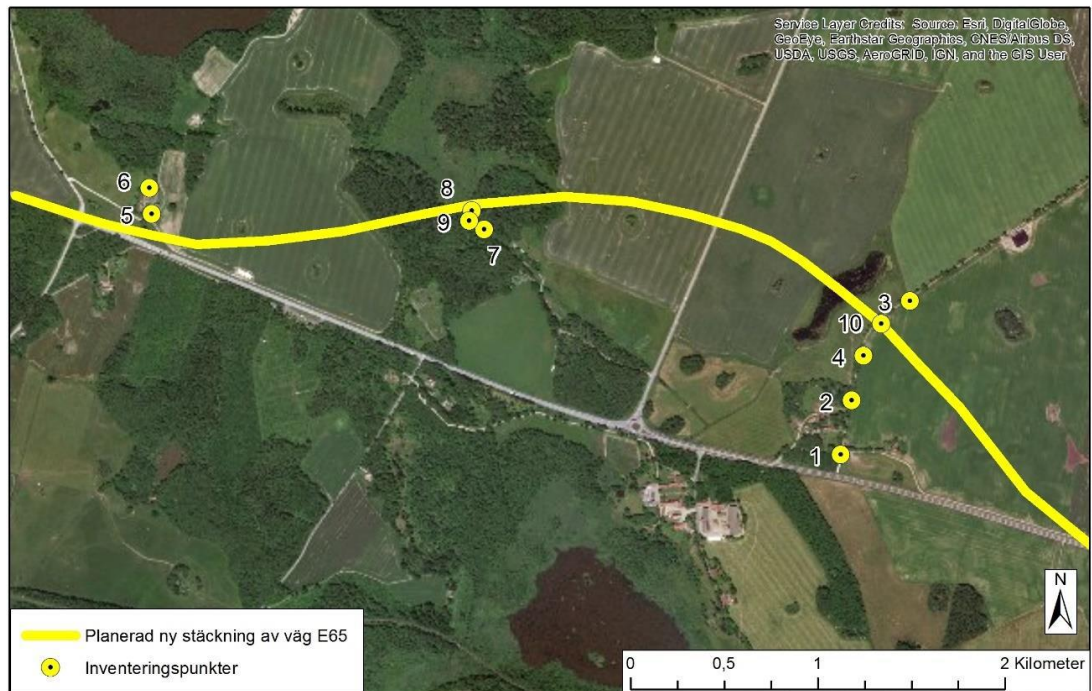 Service Layer Credits: Source: Esri, DigitalGlobe,
GeoEye, Earthstar Geographics, CNES/Airbus DS,
USDA, USGS, AeroGRID, IGN, and the GIS User
6
5
8
9
7
3
10
4
2
1
N
Planerad ny stäckning av väg E65
Inventeringspunkter
0 0,5 1 2 Kilometer